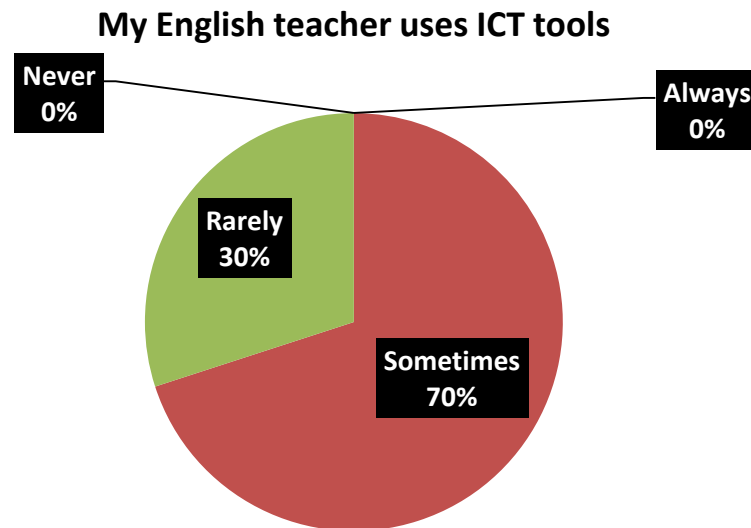 My English teacher uses ICT tools
Never
0%
Always
0%
Rarely
30%
Sometimes
70%